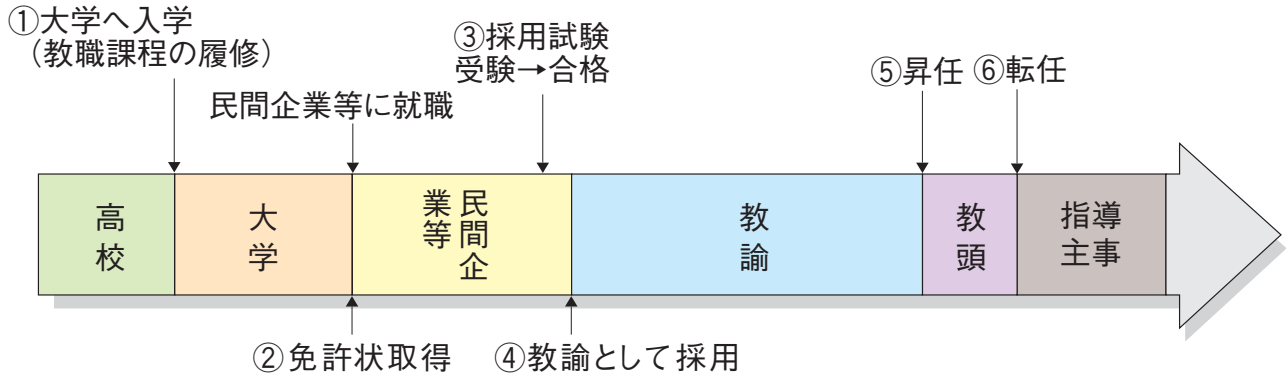 ①大学へ入学
（教職課程の履修）
民間企業等に就職
③採用試験
受験→合格
⑤昇任
⑥転任
高校
大学
民間企業等
教諭
教頭
指導主事
②免許状取得
④教諭として採用